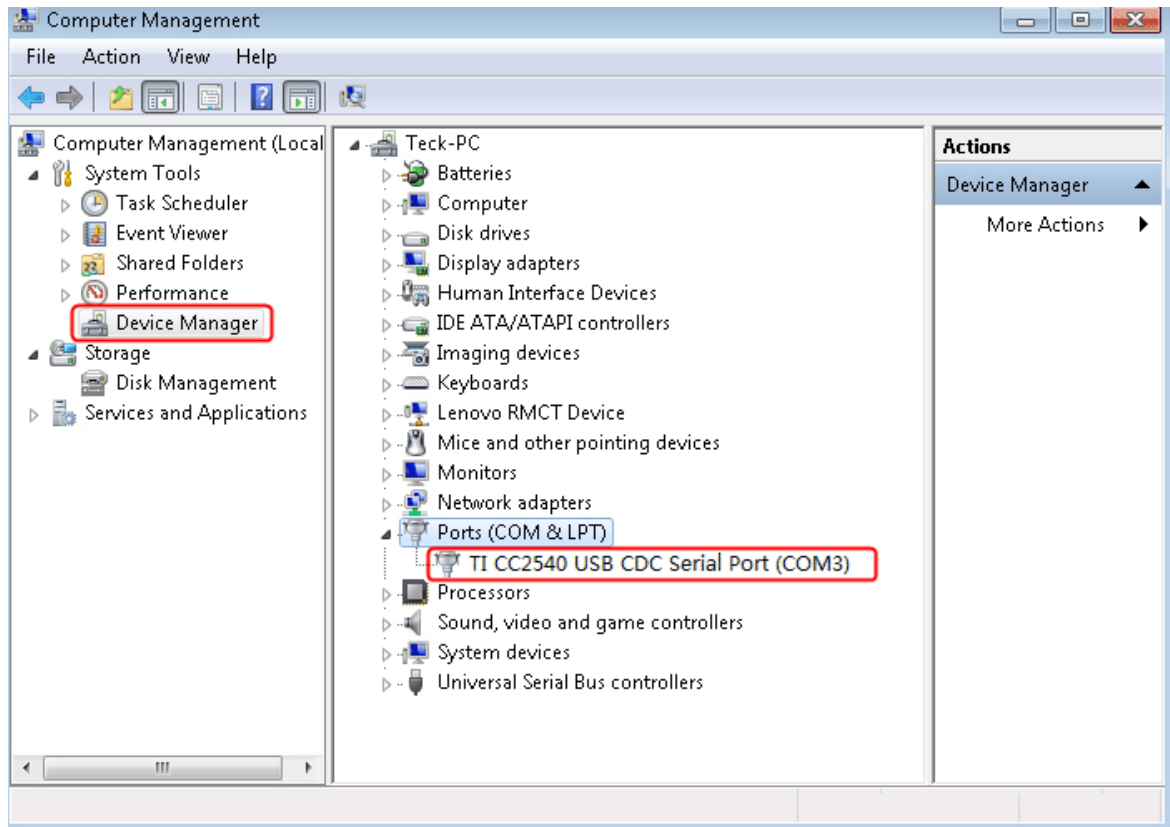 Computer Management
File Action View Help
Computer Management (Local
System Tools
Task Scheduler
Event Viewer
Shared Folders
Performance
Device Manager
Storage
Disk Management
Services and Applications
Teck-PC
Batteries
Computer
Disk drives
Display adapters
Human Interface Devices
IDE ATA/ATAPI controllers
Imaging devices
Keyboards
Lenovo RMCT Device
Mice and other pointing devices
Monitors
Network adapters
Ports (COM & LPT)
TI CC2540 USB CDC Serial Port (COM3)
Processors
Sound, video and game controllers
System devices
Universal Serial Bus controllers
Actions
Device Manager
More Actions